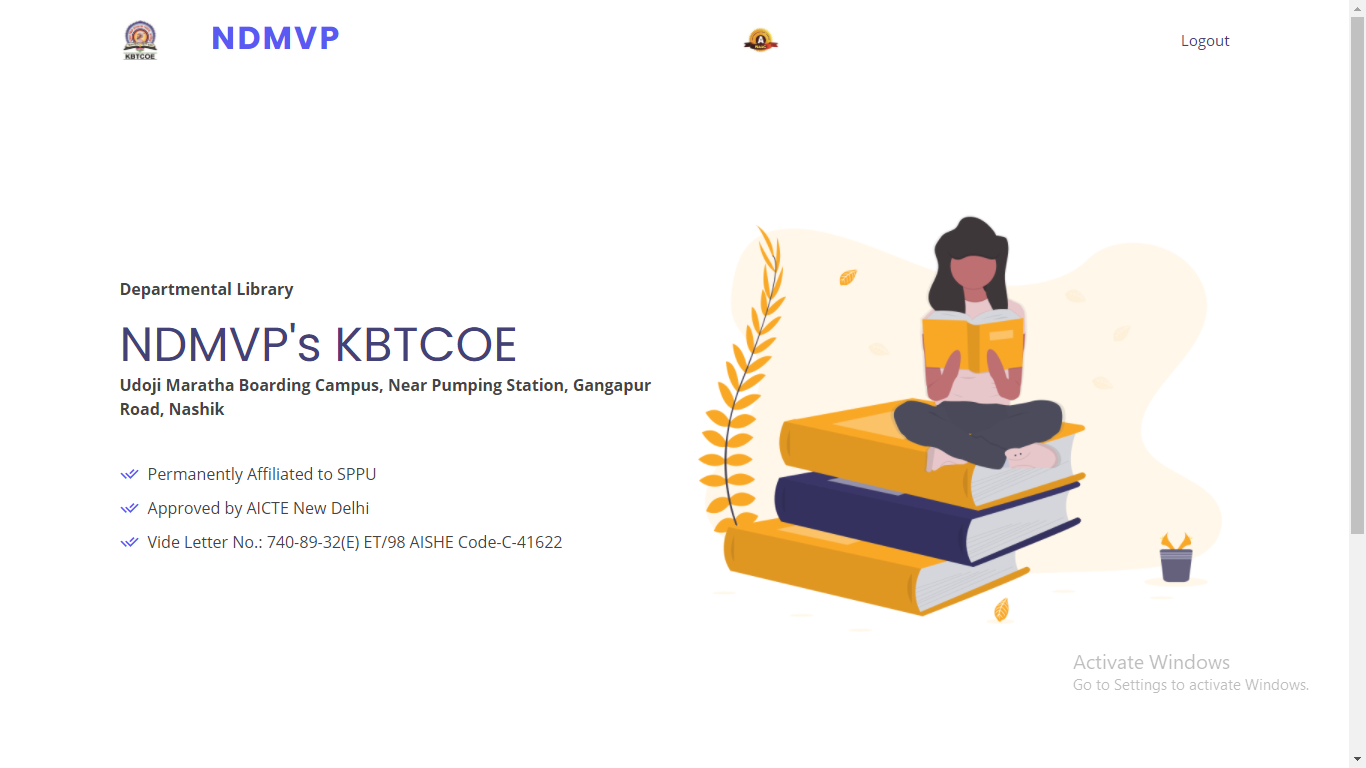 KBTCOE
NDMVP
A
Logout
Departmental Library
NDMVP's KBTCOE
Udoji Maratha Boarding Campus, Near Pumping Station, Gangapur
Road, Nashik
Permanently Affiliated to SPPU
Approved by AICTE New Delhi
Vide Letter No.: 740-89-32(E) ET/98 AISHE Code-C-41622
Activate Windows
Go to Settings to activate Windows.